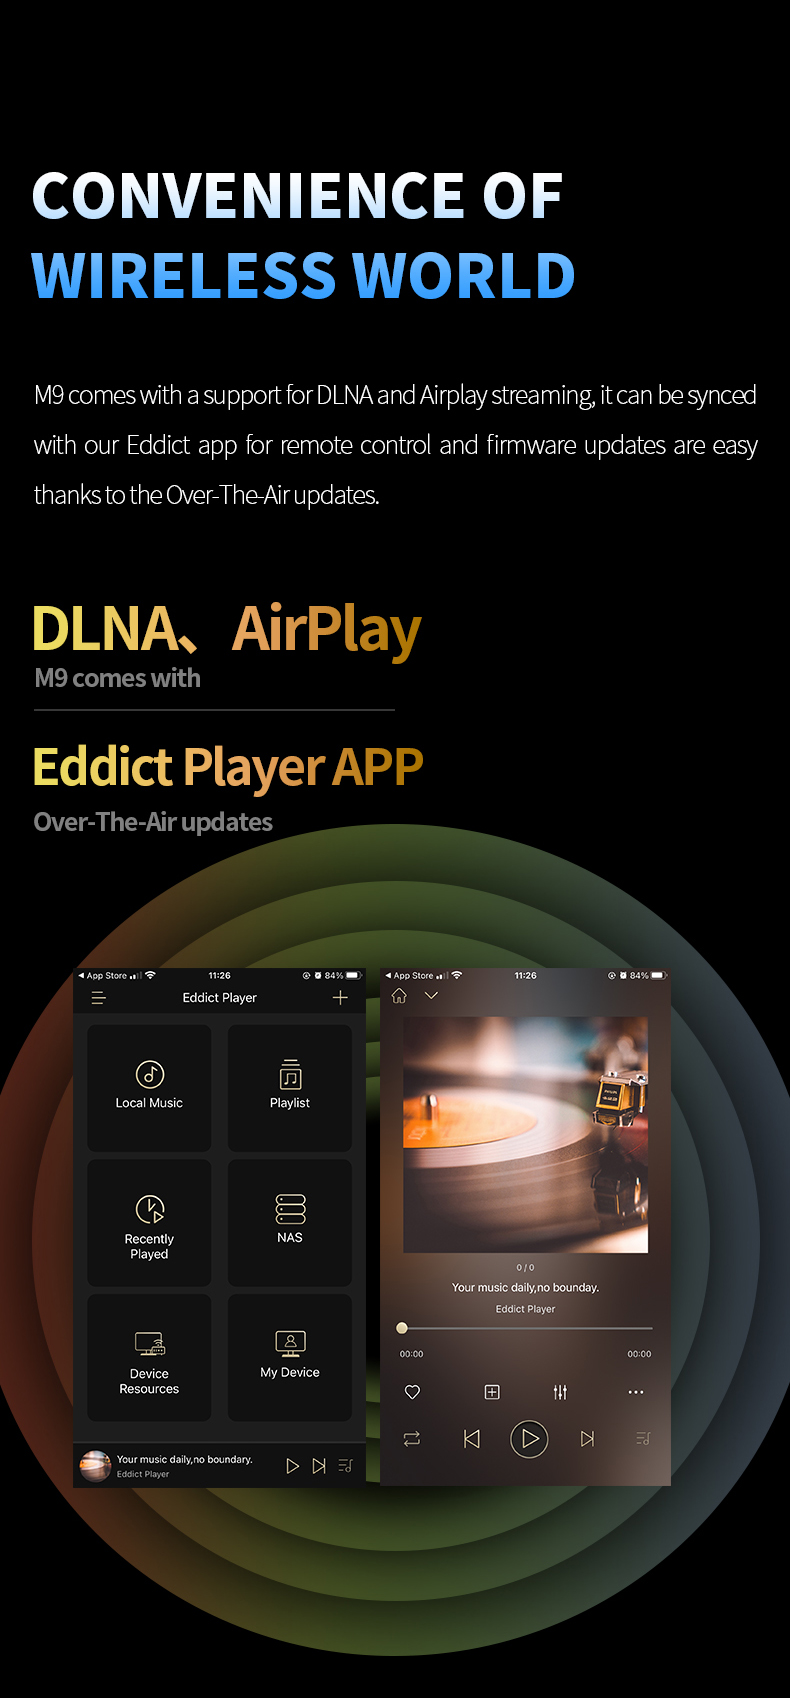 CONVENIENCE OF
WIRELESS WORLD
M9 comes with a support for DLNA and Airplay streaming, it can be synced
with our Eddict app for remote control and firmware updates are easy
thanks to the Over-The-Air updates.
DLNA、AirPlay
M9 comes with
Eddict Player APP
Over-The-Air updates
App Store 11:26 84%
Eddict Player
Local Music
Playlist
Recently
Played
NAS
Device
Resources
My Device
Your music daily,no boundary.
Eddict Player
App Store 11:26 84%
0 / 0
Your music daily,no bounday.
Eddict Player
00:00 00:00